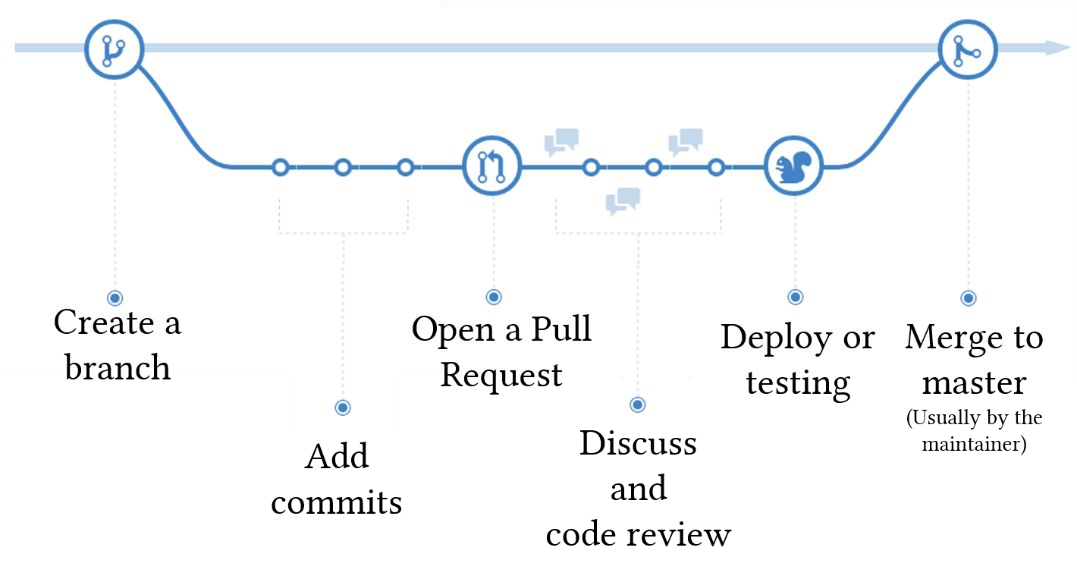 Create a
branch
Add
commits
Open a Pull
Request
Discuss
and
code review
Deploy or
testing
Merge to
master
(Usually by the
maintainer)